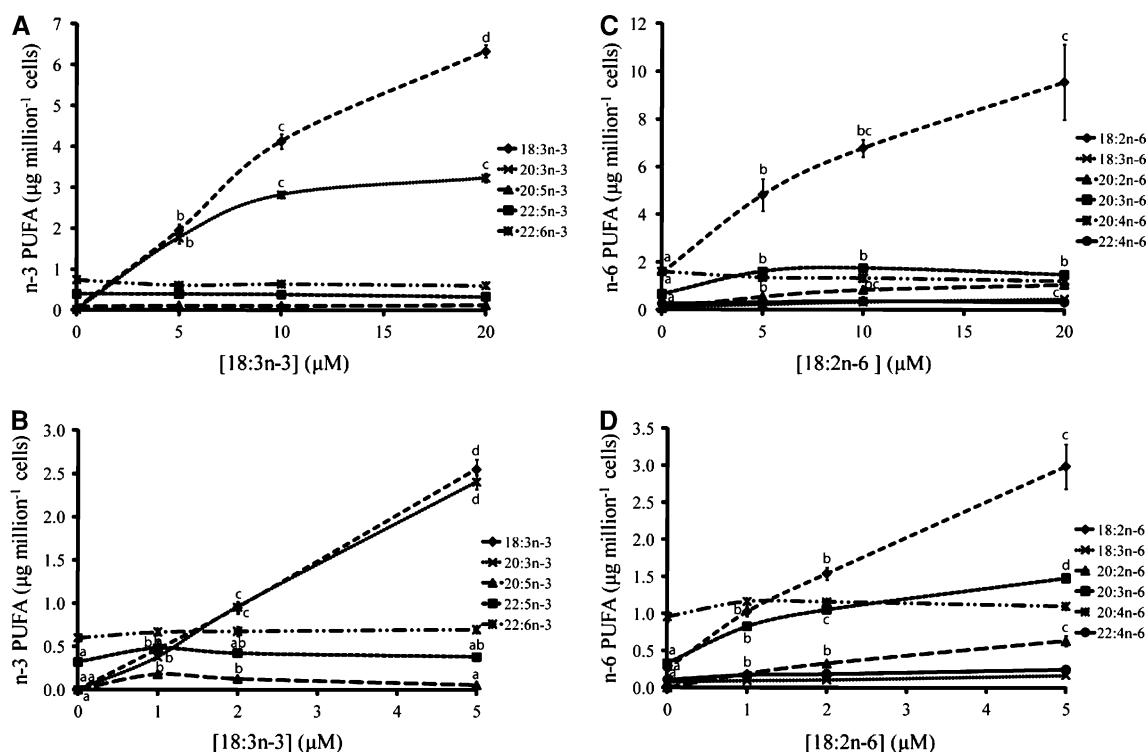 A
n-3 PUFA (µg million⁻¹ cells)
7
6
5
4
3
2
1
0
0
5
10
15
20
[18:3n-3] (µM)
b
b
c
c
d
c
18:3n-3
20:3n-3
20:5n-3
22:5n-3
22:6n-3
C
n-6 PUFA (µg million⁻¹ cells)
12
10
8
6
4
2
0
0
5
10
15
20
[18:2n-6 ] (µM)
a
a
a
b
b
b
bc
b
bc
c
b
c
18:2n-6
18:3n-6
20:2n-6
20:3n-6
20:4n-6
22:4n-6
B
n-3 PUFA (µg million⁻¹ cells)
3.0
2.5
2.0
1.5
1.0
0.5
0.0
0
1
2
3
4
5
[18:3n-3] (µM)
a
a
a
a
b
b
b
b
c
c
ab
b
d
d
ab
a
18:3n-3
20:3n-3
20:5n-3
22:5n-3
22:6n-3
D
n-6 PUFA (µg million⁻¹ cells)
3.5
3.0
2.5
2.0
1.5
1.0
0.5
0.0
0
1
2
3
4
5
[18:2n-6] (µM)
a
a
a
b
b
b
b
c
b
c
d
c
18:2n-6
18:3n-6
20:2n-6
20:3n-6
20:4n-6
22:4n-6